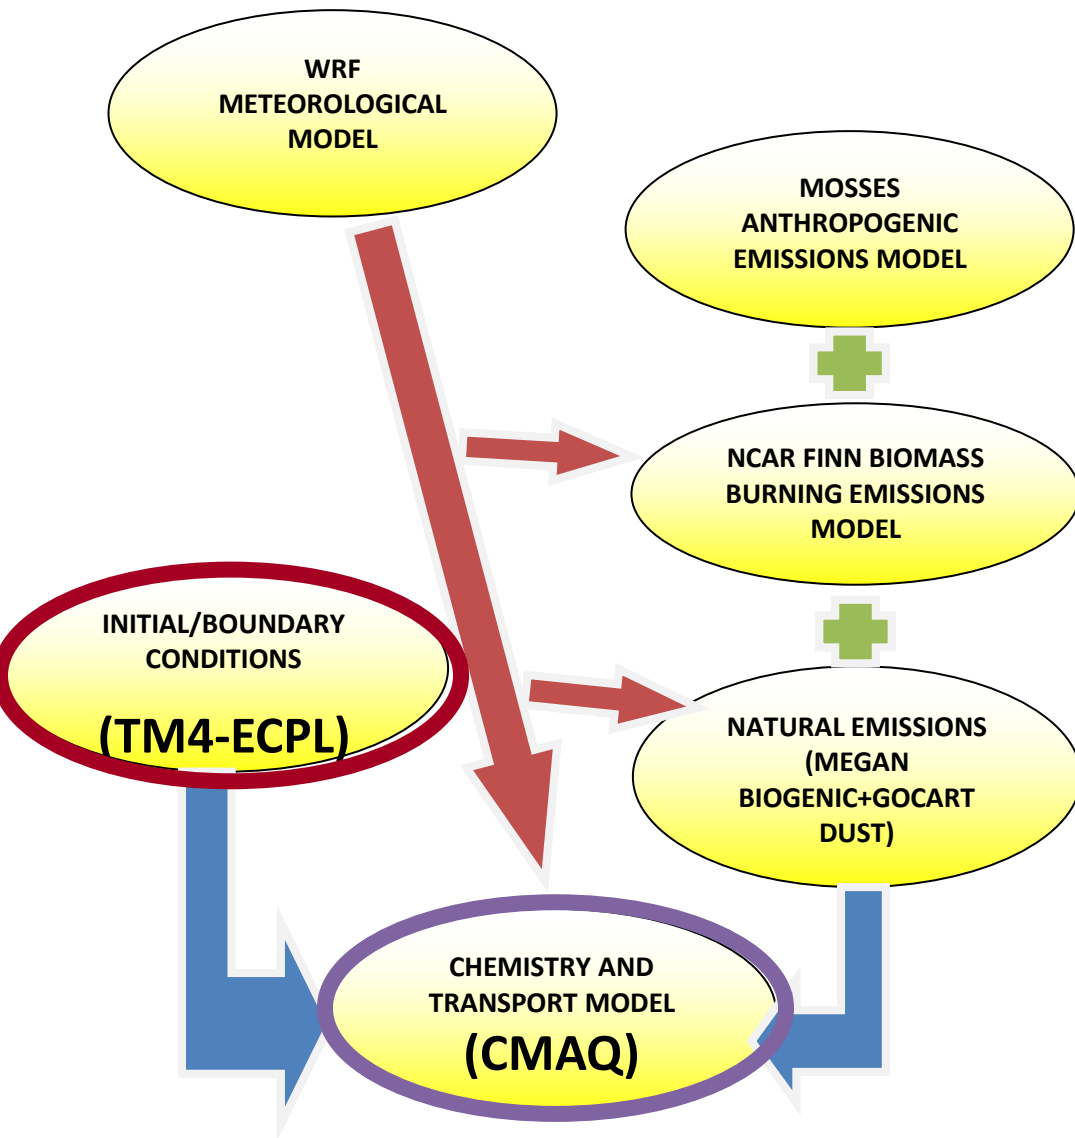 WRF
METEOROLOGICAL
MODEL
MOSSES
ANTHROPOGENIC
EMISSIONS MODEL
NCAR FINN BIOMASS
BURNING EMISSIONS
MODEL
INITIAL/BOUNDARY
CONDITIONS
(TM4-ECPL)
NATURAL EMISSIONS
(MEGAN
BIOGENIC+GOCART
DUST)
CHEMISTRY AND
TRANSPORT MODEL
(CMAQ)